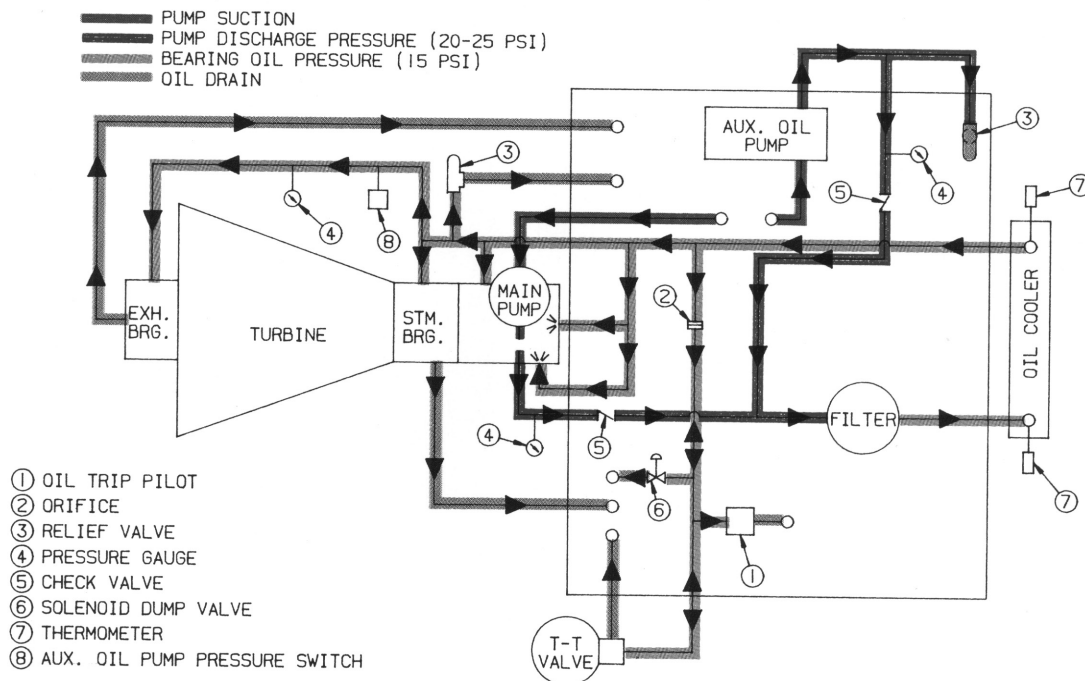 PUMP SUCTION
PUMP DISCHARGE PRESSURE (20-25 PSI)
BEARING OIL PRESSURE (15 PSI)
OIL DRAIN
AUX. OIL
PUMP
3
3
4
5
7
4
8
2
MAIN
PUMP
EXH.
BRG.
TURBINE
STM.
BRG.
OIL COOLER
4
5
FILTER
6
7
1
T-T
VALVE
1 OIL TRIP PILOT
2 ORIFICE
3 RELIEF VALVE
4 PRESSURE GAUGE
5 CHECK VALVE
6 SOLENOID DUMP VALVE
7 THERMOMETER
8 AUX. OIL PUMP PRESSURE SWITCH